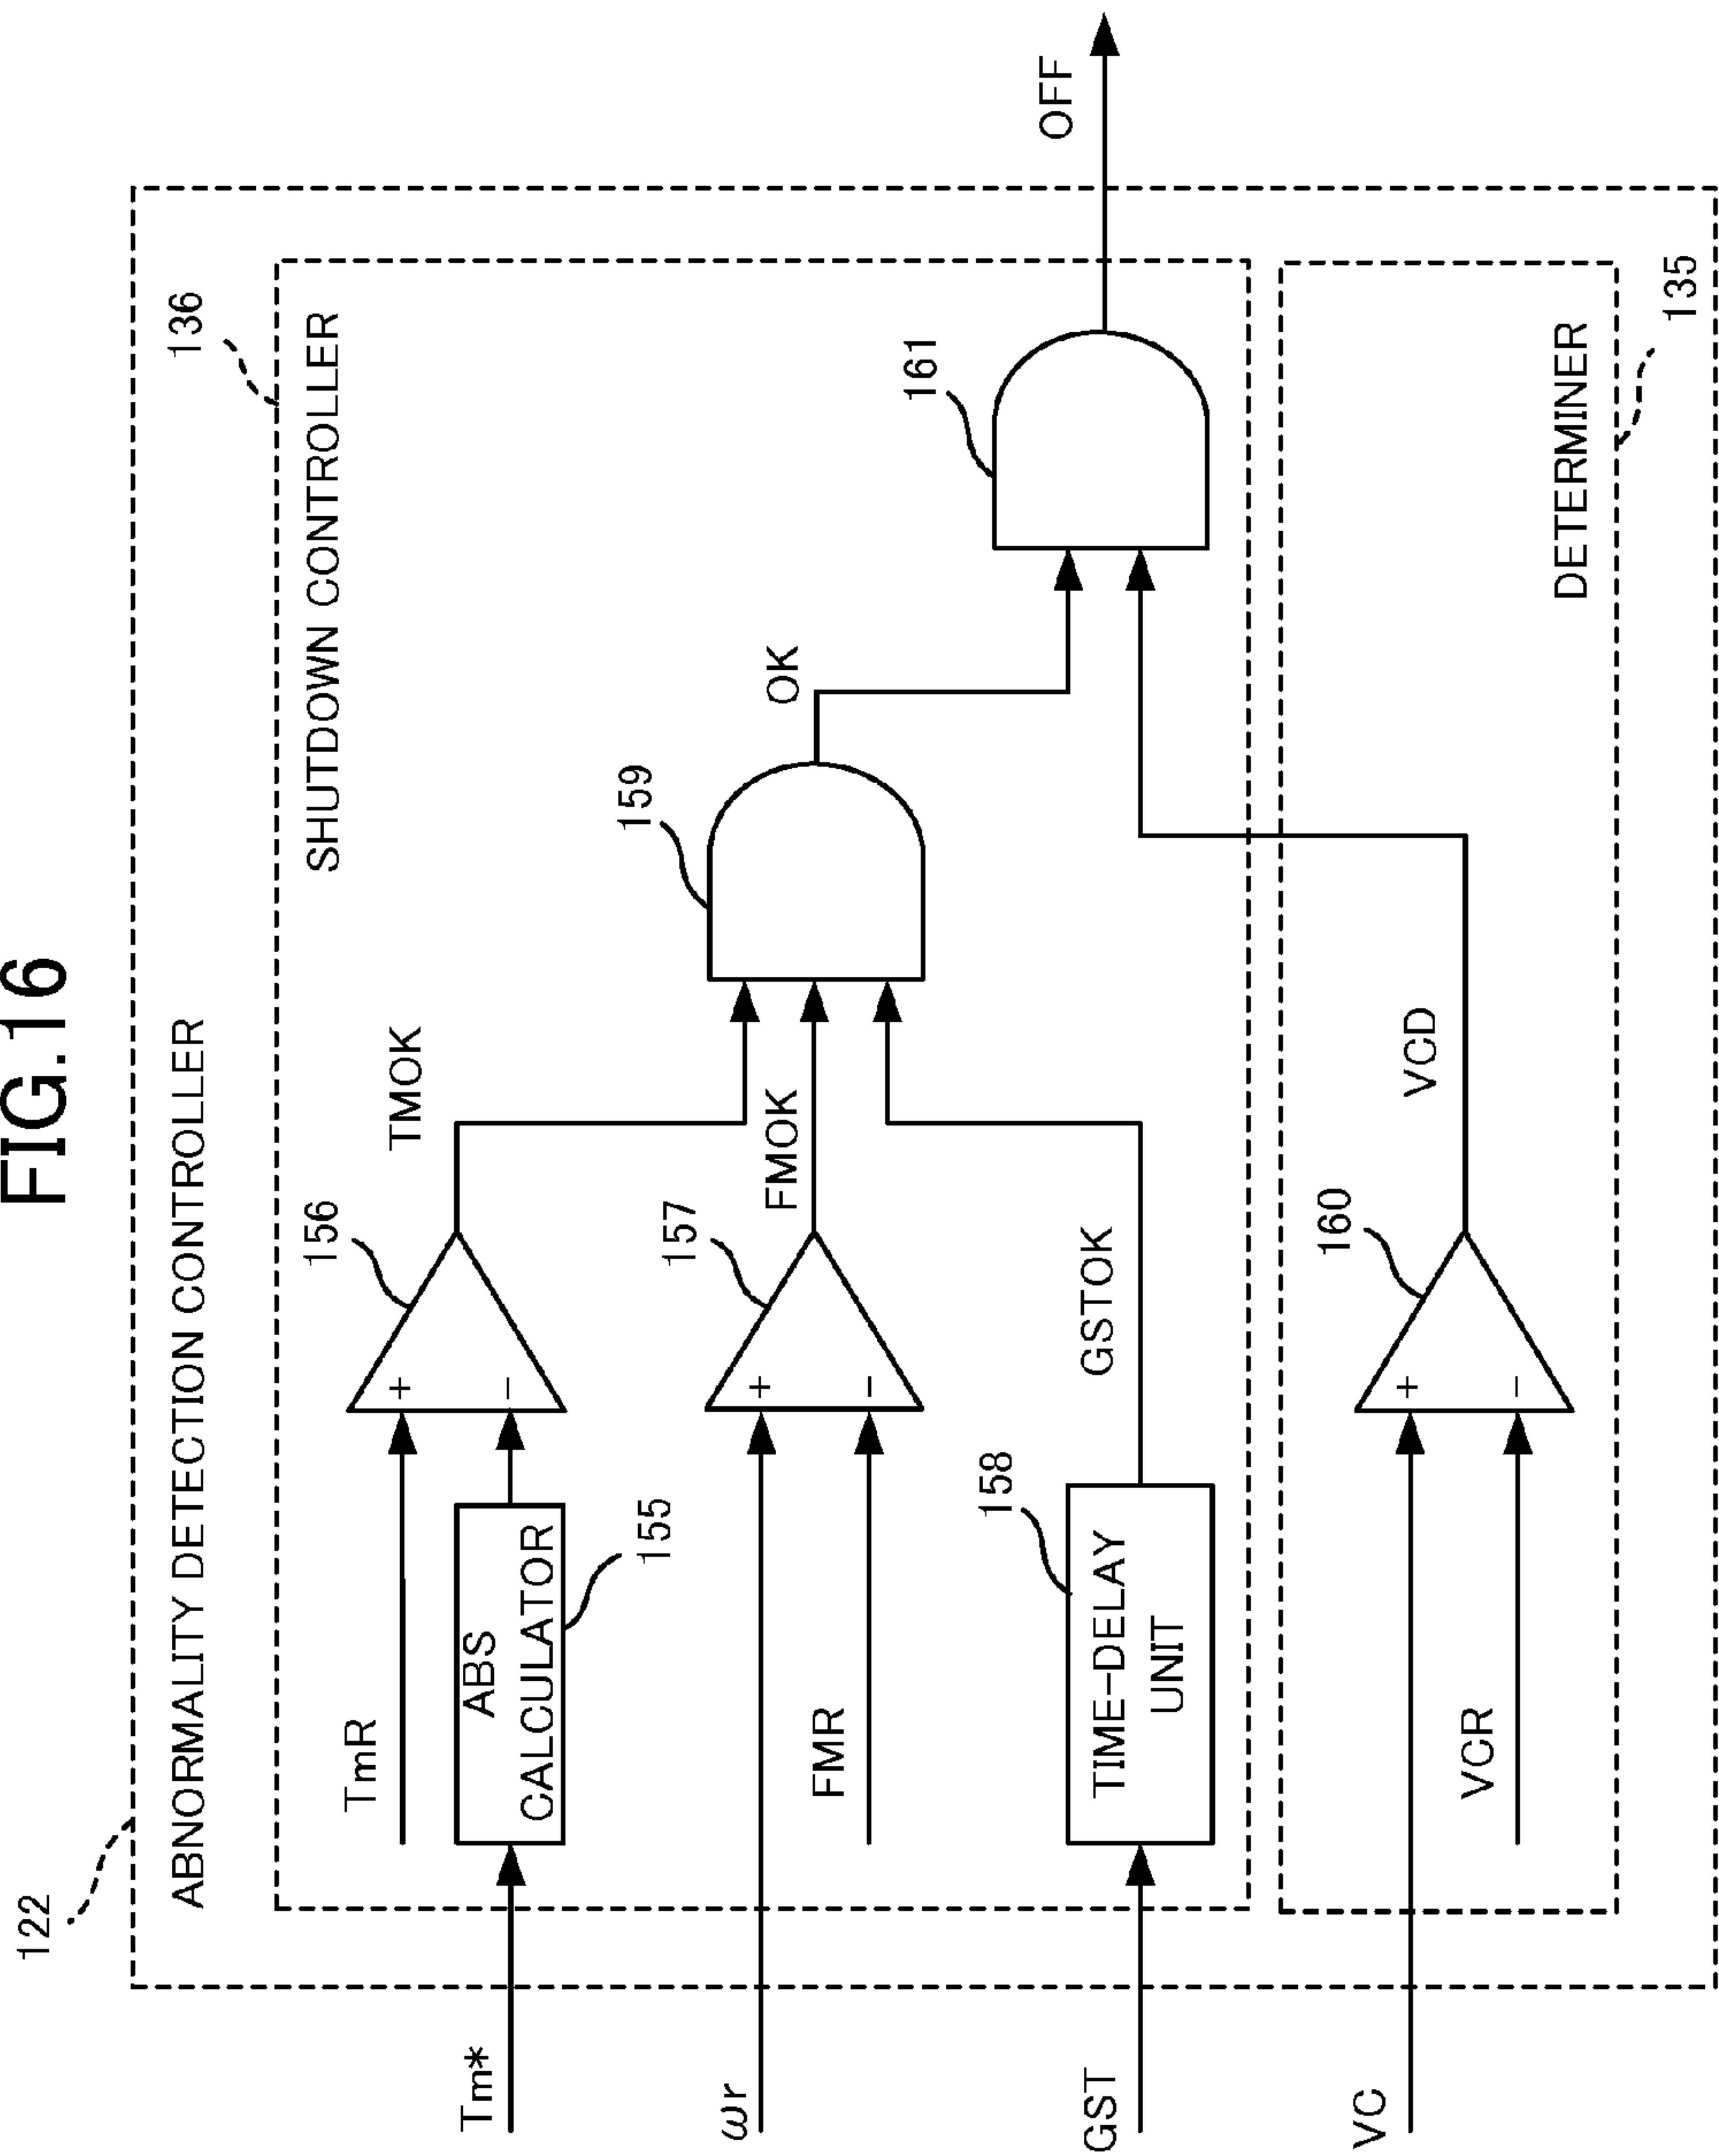 FIG.16
122
ABNORMALITY DETECTION CONTROLLER
136
SHUTDOWN CONTROLLER
Tm*
TmR
ABS
CALCULATOR
155
+
-
156
TMOK
ωr
FMR
+
-
157
FMOK
159
OK
GST
TIME-DELAY
UNIT
158
GSTOK
161
OFF
VC
VCR
+
-
160
VCD
DETERMINER
135